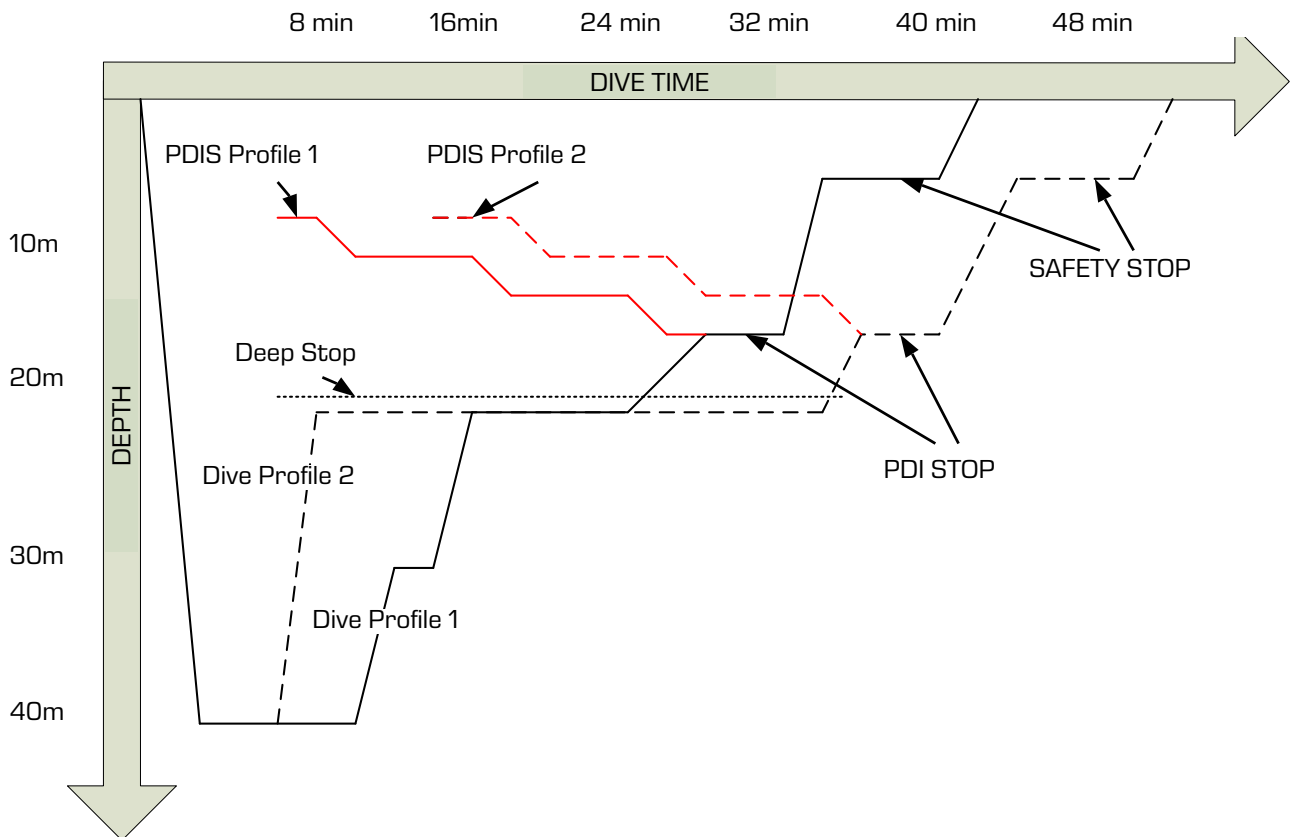 8 min
16min
24 min
32 min
40 min
48 min
DIVE TIME
PDIS Profile 1
PDIS Profile 2
10m
SAFETY STOP
Deep Stop
20m
DEPTH
PDI STOP
Dive Profile 2
30m
Dive Profile 1
40m